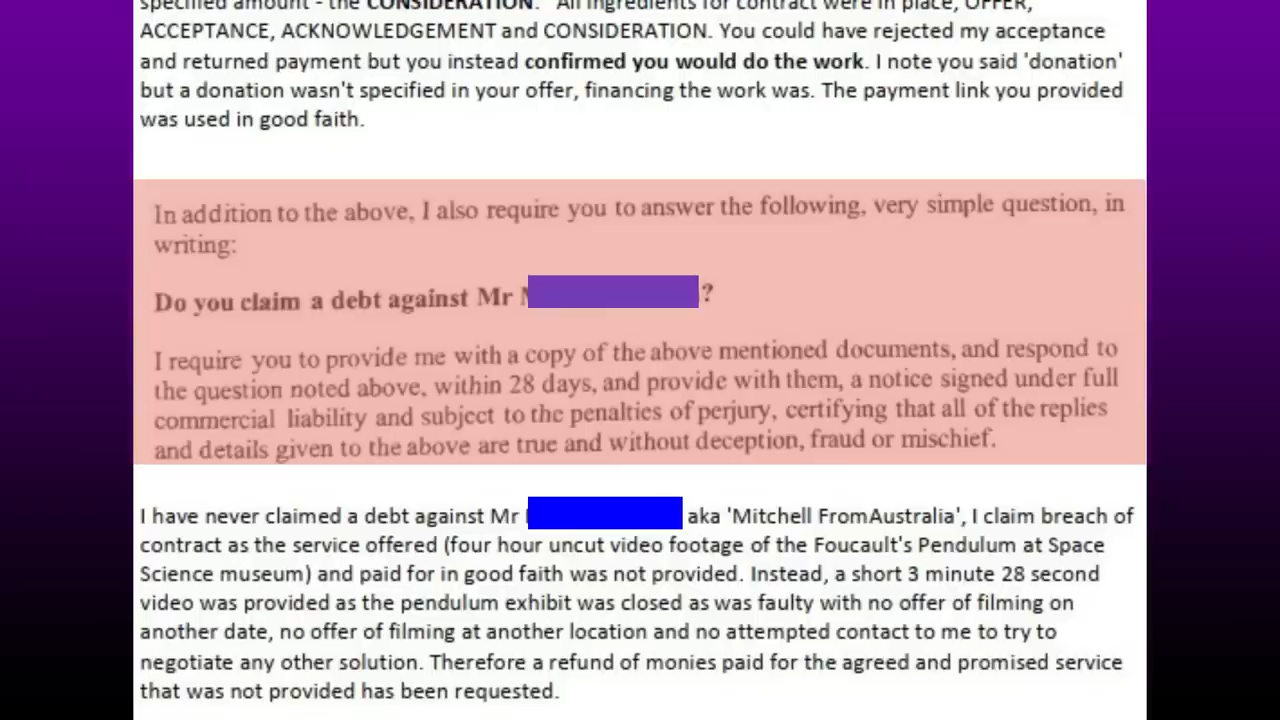 specified amount - the CONSIDERATION. All ingredients for contract were in place, OFFER,
ACCEPTANCE, ACKNOWLEDGEMENT and CONSIDERATION. You could have rejected my acceptance
and returned payment but you instead confirmed you would do the work. I note you said 'donation'
but a donation wasn't specified in your offer, financing the work was. The payment link you provided
was used in good faith.
In addition to the above, I also require you to answer the following, very simple question, in
writing:
Do you claim a debt against Mr ?
I require you to provide me with a copy of the above mentioned documents, and respond to
the question noted above, within 28 days, and provide with them, a notice signed under full
commercial liability and subject to the penalties of perjury, certifying that all of the replies
and details given to the above are true and without deception, fraud or mischief.
I have never claimed a debt against Mr aka 'Mitchell FromAustralia', I claim breach of
contract as the service offered (four hour uncut video footage of the Foucault's Pendulum at Space
Science museum) and paid for in good faith was not provided. Instead, a short 3 minute 28 second
video was provided as the pendulum exhibit was closed as was faulty with no offer of filming on
another date, no offer of filming at another location and no attempted contact to me to try to
negotiate any other solution. Therefore a refund of monies paid for the agreed and promised service
that was not provided has been requested.